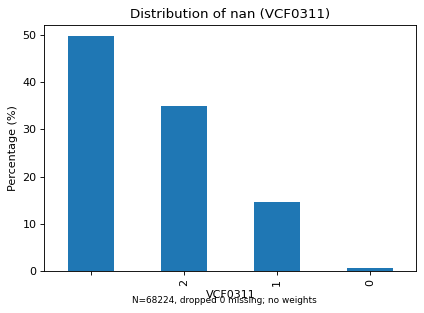 Distribution of nan (VCF0311)
50
40
30
20
10
0
Percentage (%)
2
1
0
VCF0311
N=68224, dropped 0 missing; no weights